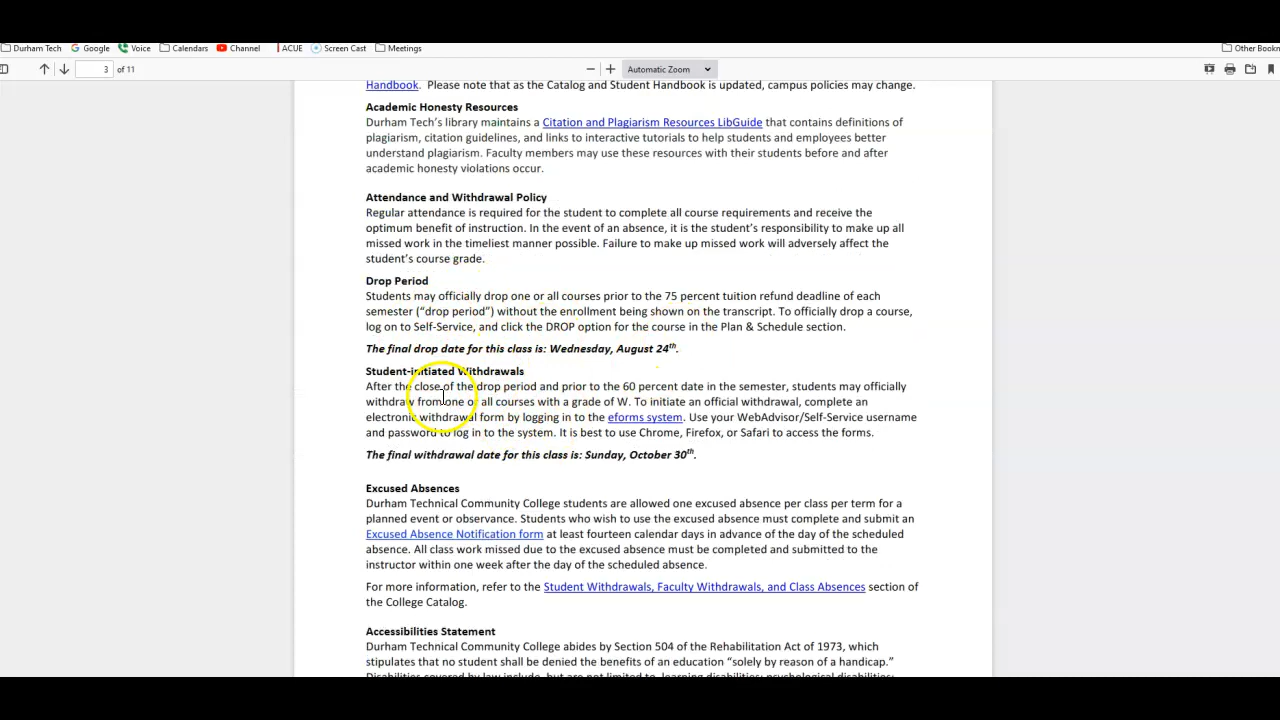 Durham Tech Google Voice Calendars Channel ACUE Screen Cast Meetings Other Bookn
3 of 11 Automatic Zoom
Handbook. Please note that as the Catalog and Student Handbook is updated, campus policies may change.
Academic Honesty Resources
Durham Tech's library maintains a Citation and Plagiarism Resources LibGuide that contains definitions of
plagiarism, citation guidelines, and links to interactive tutorials to help students and employees better
understand plagiarism. Faculty members may use these resources with their students before and after
academic honesty violations occur.
Attendance and Withdrawal Policy
Regular attendance is required for the student to complete all course requirements and receive the
optimum benefit of instruction. In the event of an absence, it is the student's responsibility to make up all
missed work in the timeliest manner possible. Failure to make up missed work will adversely affect the
student's course grade.
Drop Period
Students may officially drop one or all courses prior to the 75 percent tuition refund deadline of each
semester ("drop period") without the enrollment being shown on the transcript. To officially drop a course,
log on to Self-Service, and click the DROP option for the course in the Plan & Schedule section.
The final drop date for this class is: Wednesday, August 24th.
Student-initiated Withdrawals
After the close of the drop period and prior to the 60 percent date in the semester, students may officially
withdraw from one or all courses with a grade of W. To initiate an official withdrawal, complete an
electronic withdrawal form by logging in to the eforms system. Use your WebAdvisor/Self-Service username
and password to log in to the system. It is best to use Chrome, Firefox, or Safari to access the forms.
The final withdrawal date for this class is: Sunday, October 30th.
Excused Absences
Durham Technical Community College students are allowed one excused absence per class per term for a
planned event or observance. Students who wish to use the excused absence must complete and submit an
Excused Absence Notification form at least fourteen calendar days in advance of the day of the scheduled
absence. All class work missed due to the excused absence must be completed and submitted to the
instructor within one week after the day of the scheduled absence.
For more information, refer to the Student Withdrawals, Faculty Withdrawals, and Class Absences section of
the College Catalog.
Accessibilities Statement
Durham Technical Community College abides by Section 504 of the Rehabilitation Act of 1973, which
stipulates that no student shall be denied the benefits of an education "solely by reason of a handicap."
Disabilities covered by law include, but are not limited to, learning disabilities; psychological disabilities;